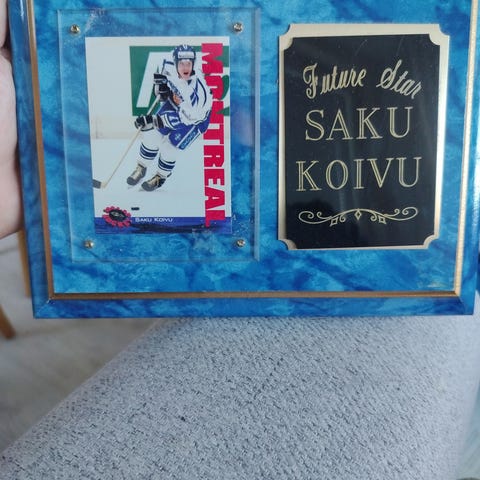 MONTREAL
SAKU KOIVU
Future Star
SAKU
KOIVU